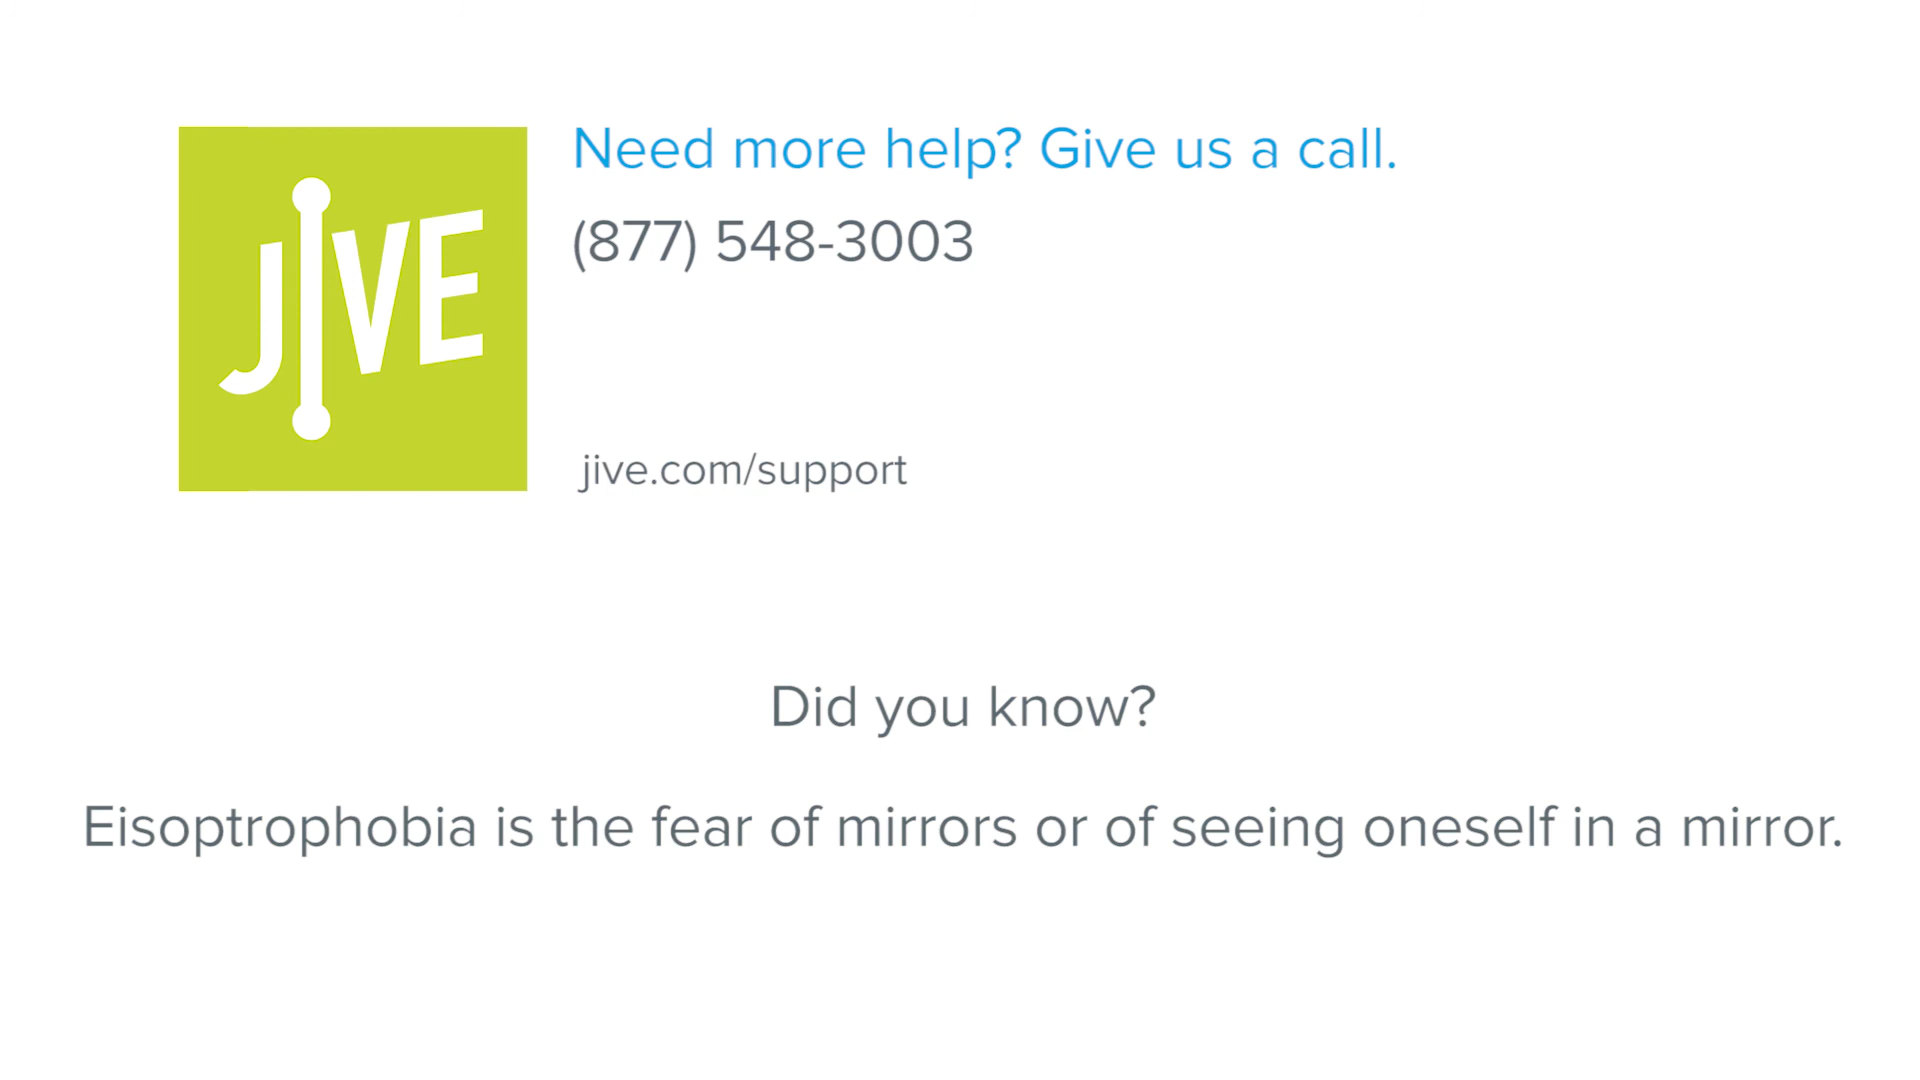 JIVE
Need more help? Give us a call.
(877) 548-3003
jive.com/support
Did you know?
Eisoptrophobia is the fear of mirrors or of seeing oneself in a mirror.